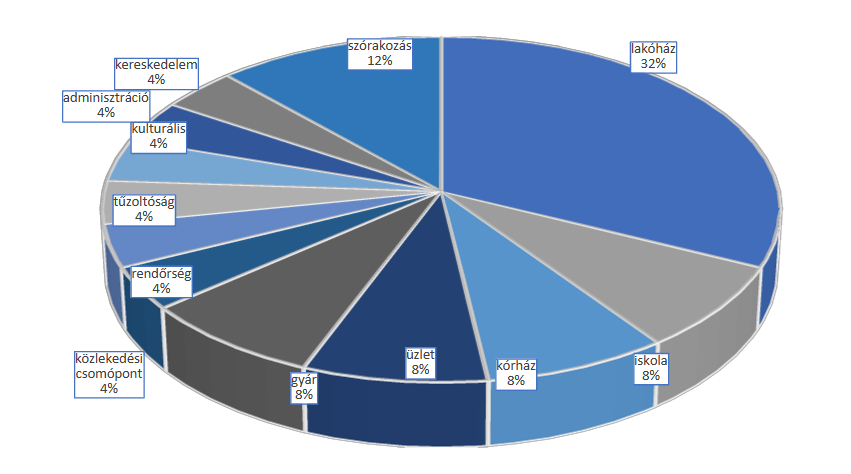 szórakozás
12%
lakóház
32%
kereskedelem
4%
adminisztráció
4%
kulturális
4%
tűzoltóság
4%
rendőrség
4%
közlekedési
csomópont
4%
gyár
8%
üzlet
8%
kórház
8%
iskola
8%